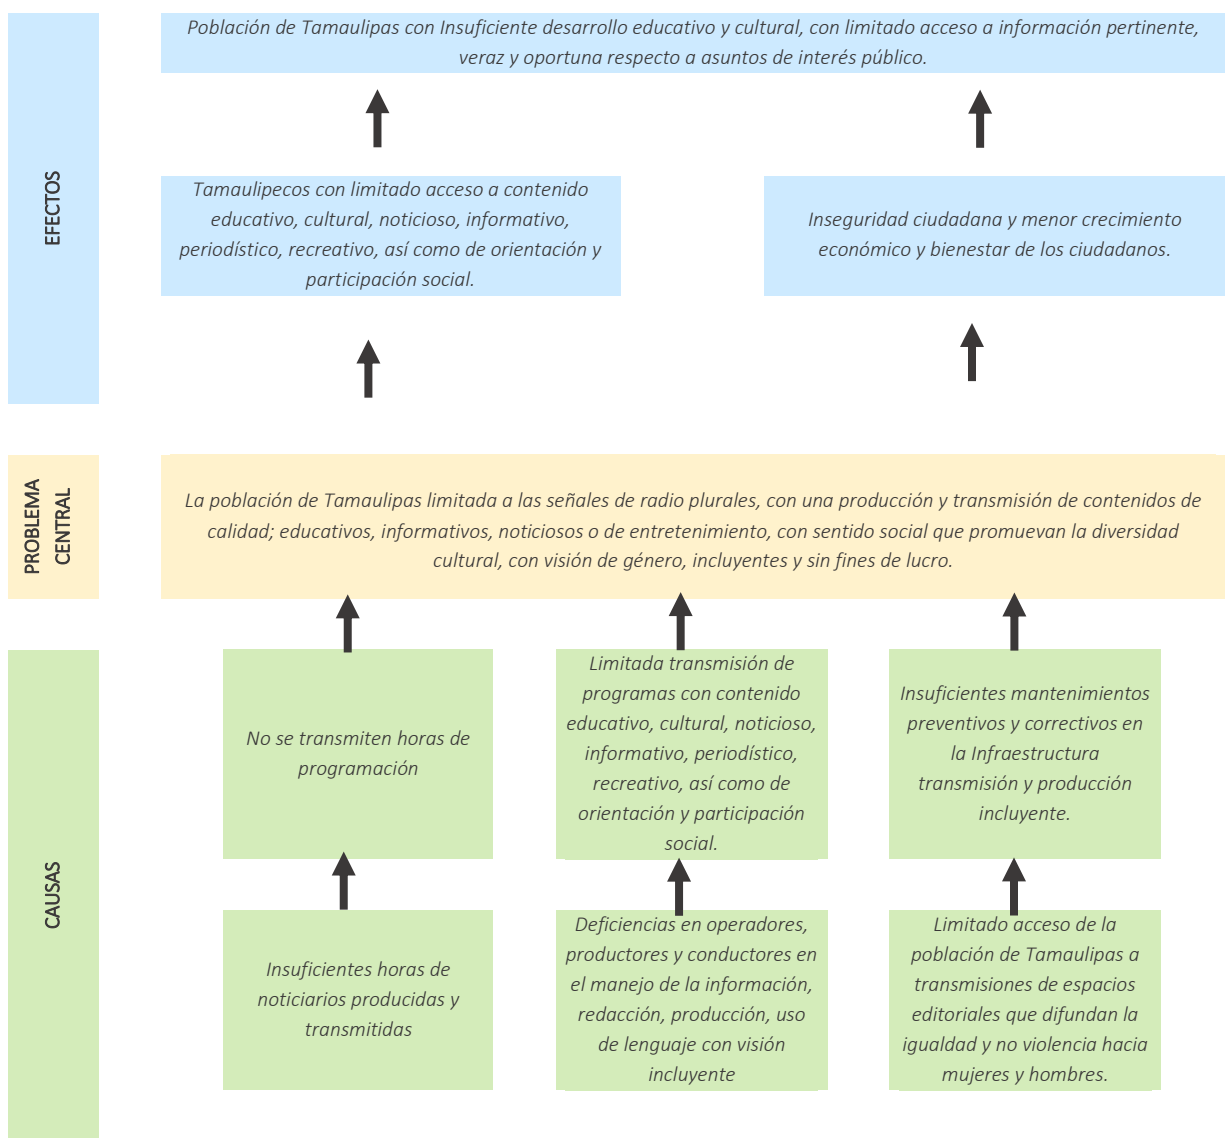 Población de Tamaulipas con Insuficiente desarrollo educativo y cultural, con limitado acceso a información pertinente,
veraz y oportuna respecto a asuntos de interés público.
EFECTOS
Tamaulipecos con limitado acceso a contenido
educativo, cultural, noticioso, informativo,
periodístico, recreativo, así como de orientación y
participación social.
Inseguridad ciudadana y menor crecimiento
económico y bienestar de los ciudadanos.
PROBLEMA
CENTRAL
La población de Tamaulipas limitada a las señales de radio plurales, con una producción y transmisión de contenidos de
calidad; educativos, informativos, noticiosos o de entretenimiento, con sentido social que promuevan la diversidad
cultural, con visión de género, incluyentes y sin fines de lucro.
CAUSAS
No se transmiten horas de
programación
Limitada transmisión de
programas con contenido
educativo, cultural, noticioso,
informativo, periodístico,
recreativo, así como de
orientación y participación
social.
Insuficientes mantenimientos
preventivos y correctivos en
la Infraestructura
transmisión y producción
incluyente.
Insuficientes horas de
noticiarios producidas y
transmitidas
Deficiencias en operadores,
productores y conductores en
el manejo de la información,
redacción, producción, uso
de lenguaje con visión
incluyente
Limitado acceso de la
población de Tamaulipas a
transmisiones de espacios
editoriales que difundan la
igualdad y no violencia hacia
mujeres y hombres.